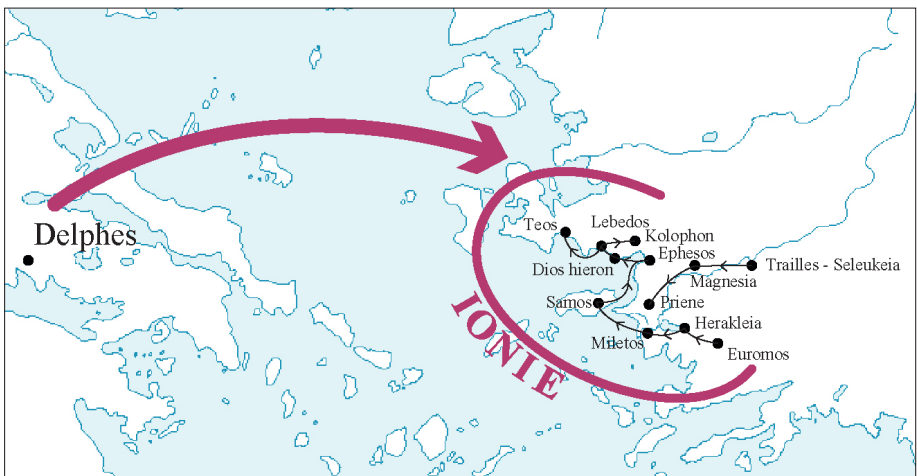 Delphes
Teos
Lebedos
Kolophon
Dios hieron
Ephesos
Magnesia
Trailles - Seleukeia
Samos
Priene
Miletos
Herakleia
Euromos
IONIE